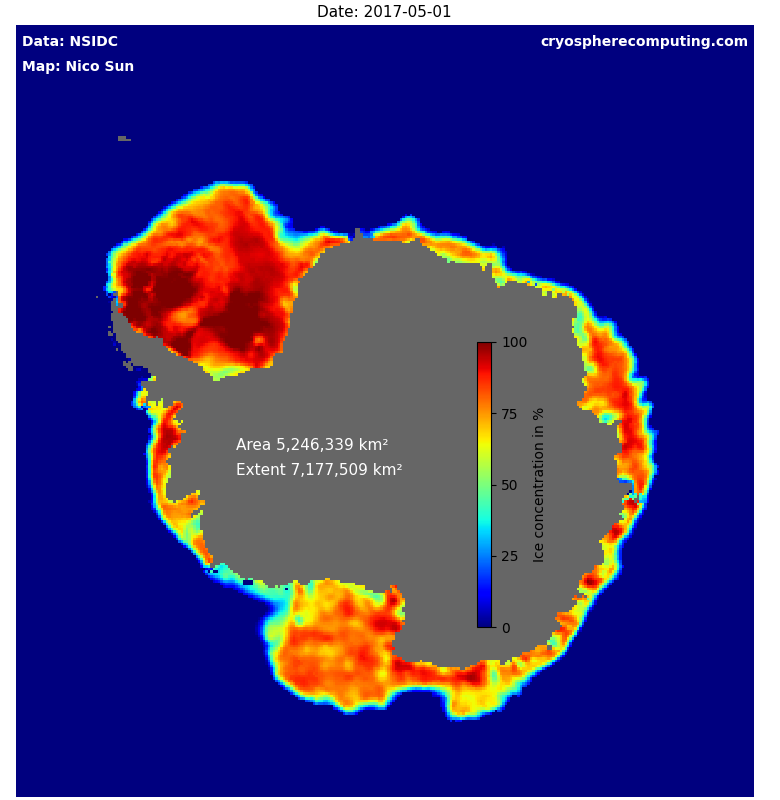 Date: 2017-05-01
Data: NSIDC
cryospherecomputing.com
Map: Nico Sun
100
75
50
25
0
Ice concentration in %
Area 5,246,339 km²
Extent 7,177,509 km²